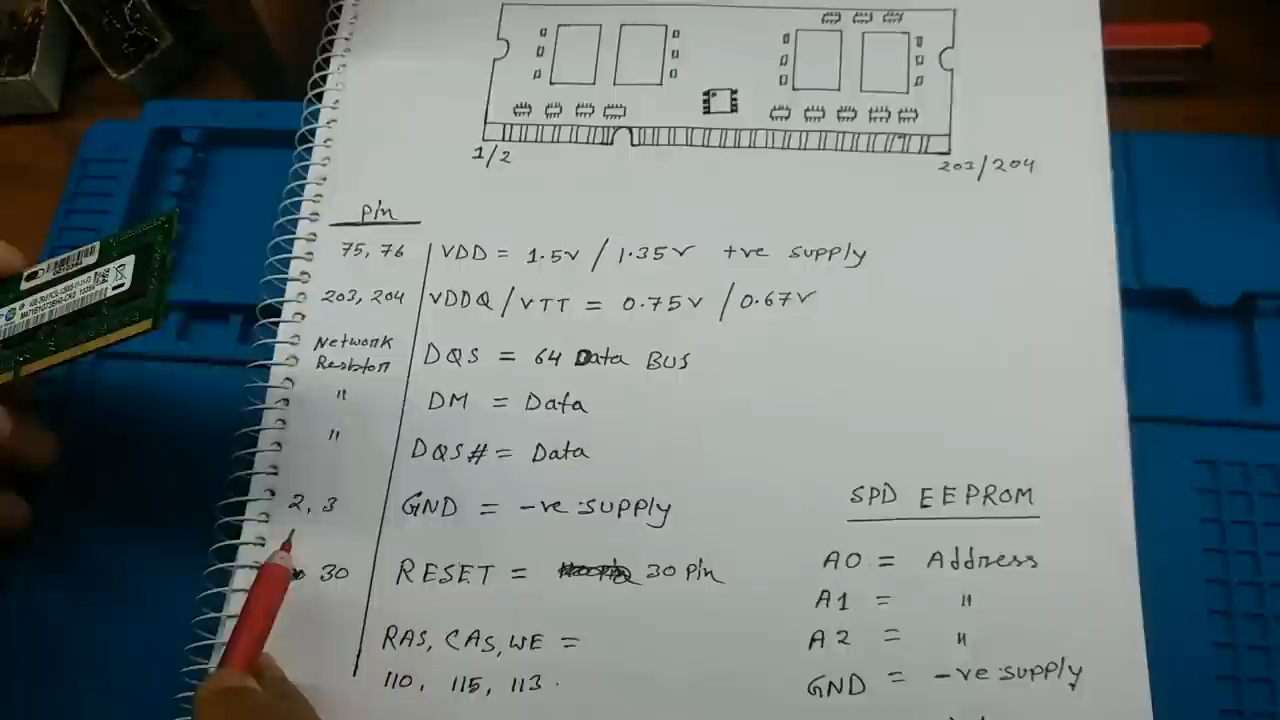 1/2
203/204
Pin
75, 76 VDD = 1.5v / 1.35v +ve supply
203, 204 VDDQ / VTT = 0.75v / 0.67v
Network
Resistor DQS = 64 Data BUS
" DM = Data
" DQS# = Data
2, 3 GND = -ve supply
30 RESET = 30 Pin
RAS, CAS, WE =
110, 115, 113.
SPD EEPROM
A0 = Address
A1 = "
A2 = "
GND = -ve supply